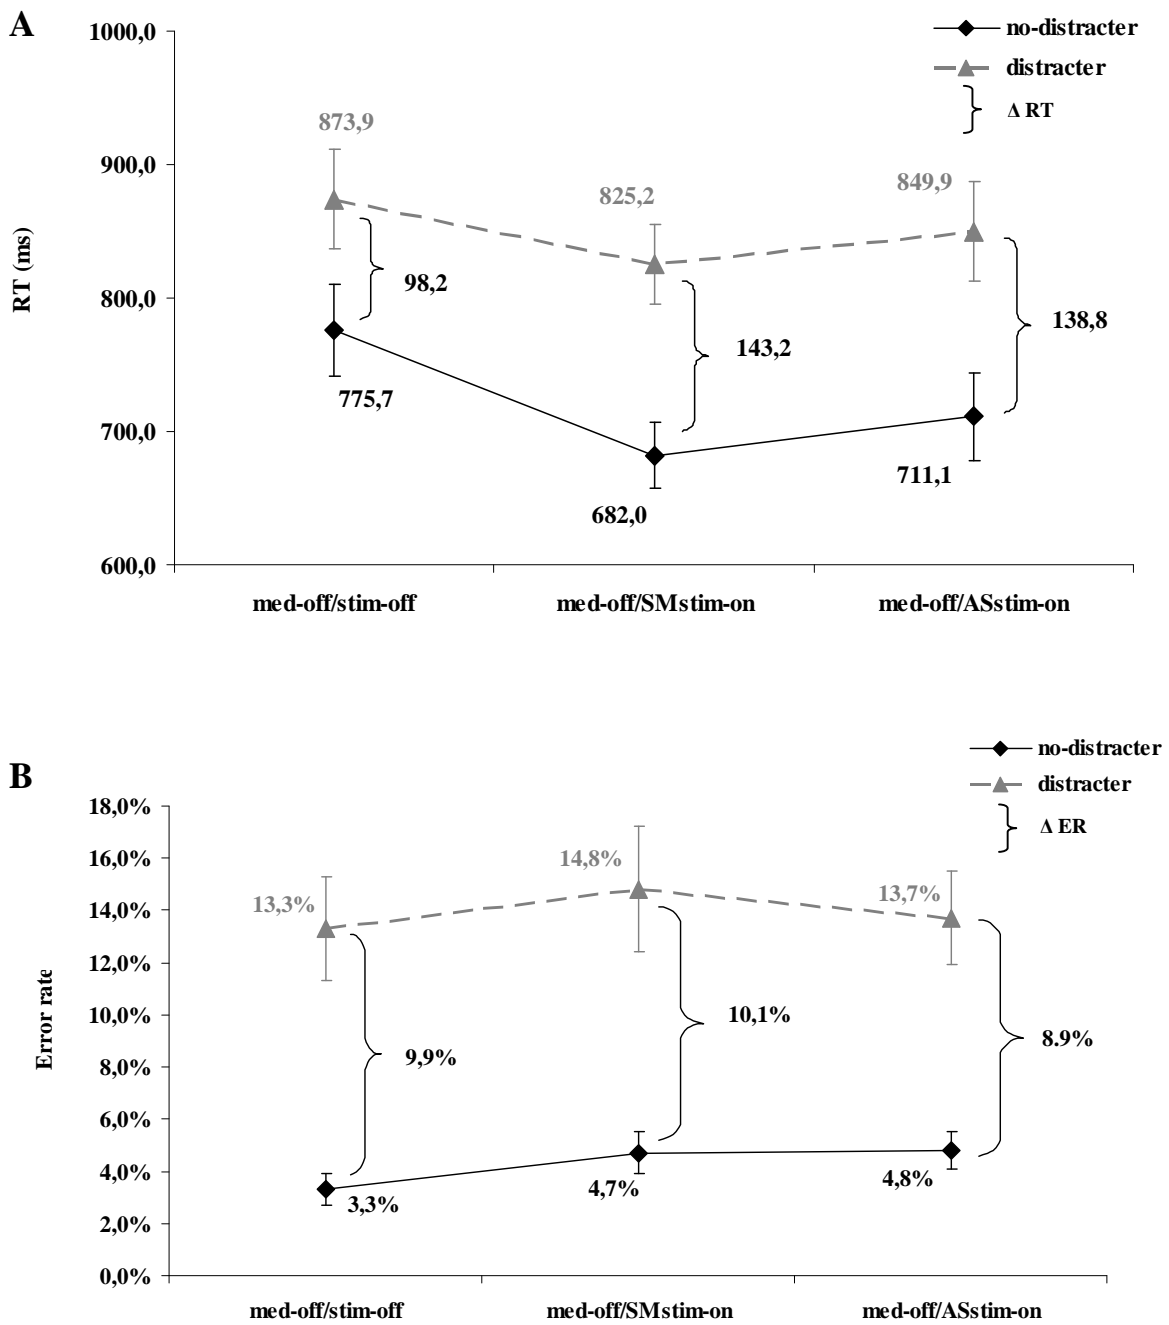 A
1000,0
no-distracter
distracter
Δ RT
873,9
900,0
849,9
825,2
RT (ms)
98,2
800,0
138,8
143,2
775,7
700,0
711,1
682,0
600,0
med-off/stim-off
med-off/SMstim-on
med-off/ASstim-on
no-distracter
B
distracter
18,0%
Δ ER
16,0%
14,8%
13,3%
13,7%
14,0%
12,0%
Error rate
10,0%
10,1%
9,9%
8.9%
8,0%
6,0%
4,0%
4,7%
4,8%
3,3%
2,0%
0,0%
med-off/stim-off
med-off/SMstim-on
med-off/ASstim-on